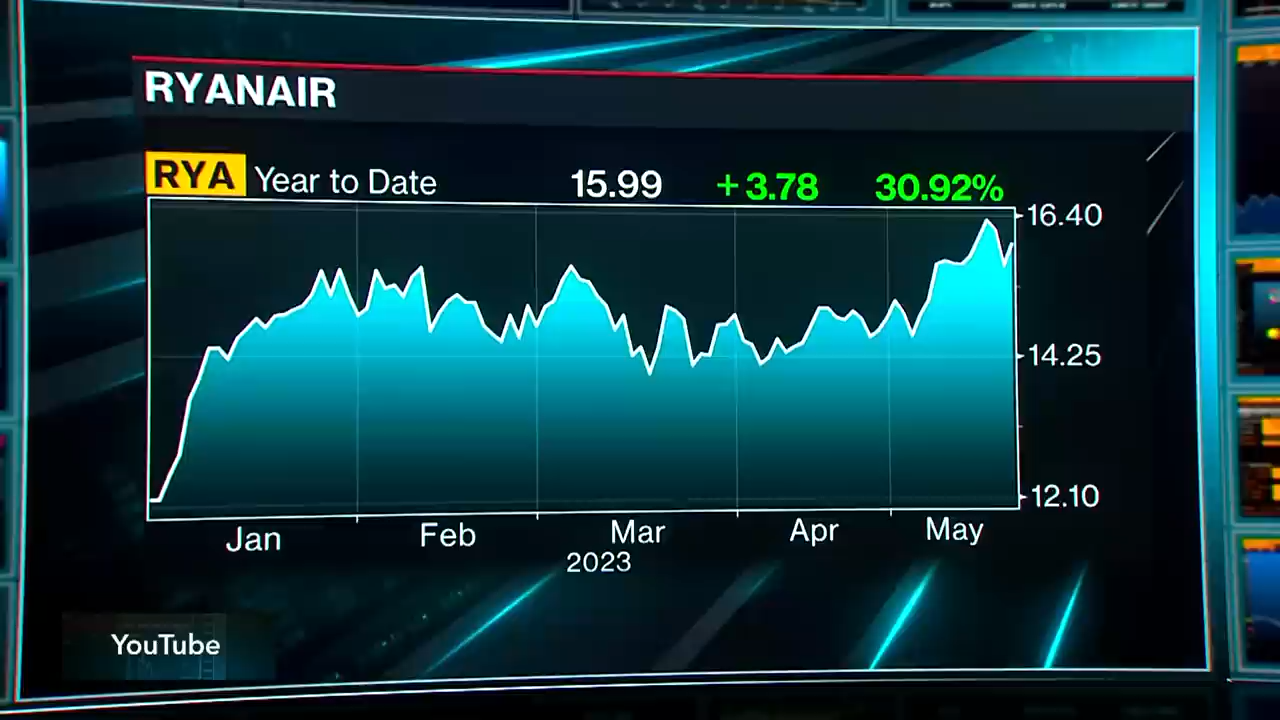 RYANAIR
RYA Year to Date 15.99 +3.78 30.92%
16.40
14.25
12.10
Jan Feb Mar Apr May
2023
YouTube